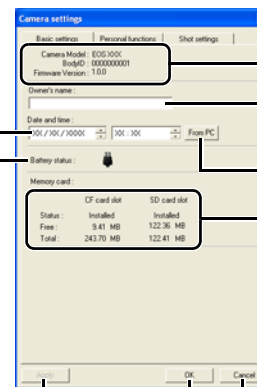 Camera settings
Basic settings Personal functions Shot settings
Camera Model : EOS XXX
BodyID : 0000000001
Firmware Version : 1.0.0
Owner's name :
Date and time :
XX/XX/XXXX XX : XX From PC
Battery status :
Memory card :
CF card slot SD card slot
Status : Installed Installed
Free : 9.41 MB 122.36 MB
Total : 243.70 MB 122.41 MB
Apply OK Cancel